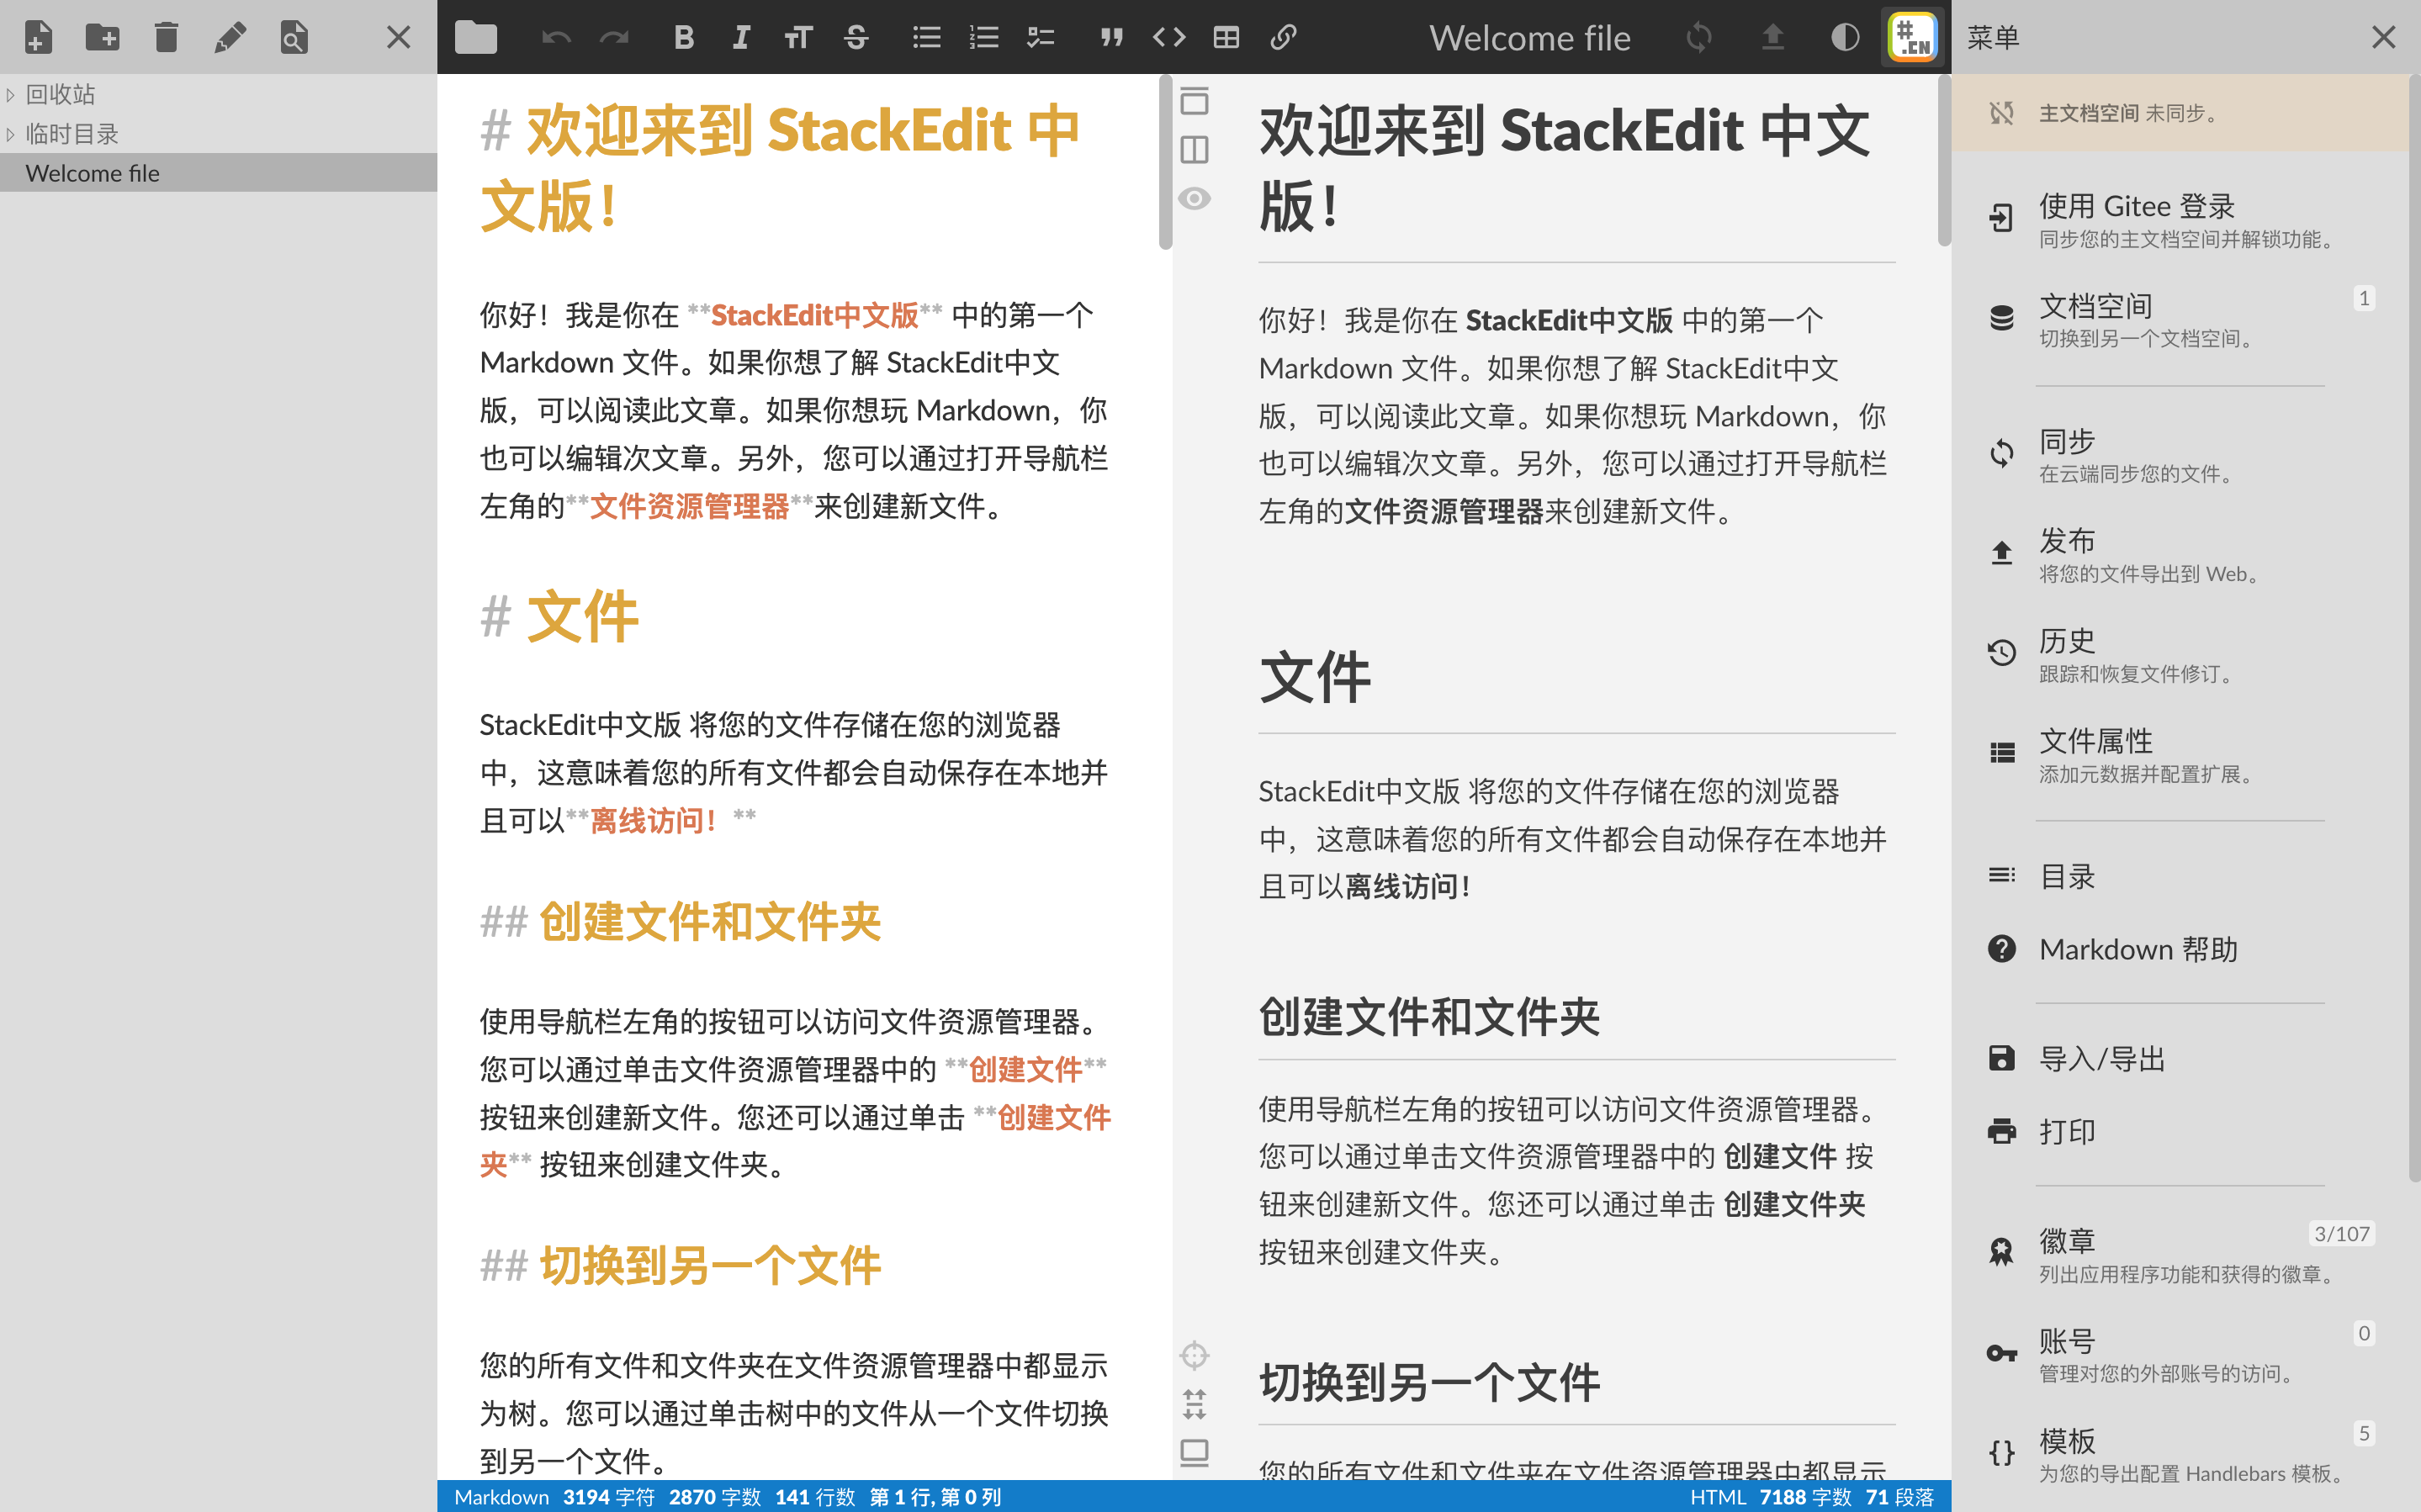 回收站
临时目录
Welcome file
Welcome file
# 欢迎来到 StackEdit 中
文版！
你好！我是你在 **StackEdit中文版** 中的第一个
Markdown 文件。如果你想了解 StackEdit中文
版，可以阅读此文章。如果你想玩 Markdown，你
也可以编辑次文章。另外，您可以通过打开导航栏
左角的**文件资源管理器**来创建新文件。
# 文件
StackEdit中文版 将您的文件存储在您的浏览器
中，这意味着您的所有文件都会自动保存在本地并
且可以**离线访问！**
## 创建文件和文件夹
使用导航栏左角的按钮可以访问文件资源管理器。
您可以通过单击文件资源管理器中的 **创建文件**
按钮来创建新文件。您还可以通过单击 **创建文件
夹** 按钮来创建文件夹。
## 切换到另一个文件
您的所有文件和文件夹在文件资源管理器中都显示
为树。您可以通过单击树中的文件从一个文件切换
到另一个文件。
Markdown 3194 字符 2870 字数 141 行数 第 1 行, 第 0 列
欢迎来到 StackEdit 中文
版！
你好！我是你在 StackEdit中文版 中的第一个
Markdown 文件。如果你想了解 StackEdit中文
版，可以阅读此文章。如果你想玩 Markdown，你
也可以编辑次文章。另外，您可以通过打开导航栏
左角的文件资源管理器来创建新文件。
文件
StackEdit中文版 将您的文件存储在您的浏览器
中，这意味着您的所有文件都会自动保存在本地并
且可以离线访问！
创建文件和文件夹
使用导航栏左角的按钮可以访问文件资源管理器。
您可以通过单击文件资源管理器中的 创建文件 按
钮来创建新文件。您还可以通过单击 创建文件夹
按钮来创建文件夹。
切换到另一个文件
您的所有文件和文件夹在文件资源管理器中都显示
HTML 7188 字数 71 段落
#.CN
菜单
主文档空间 未同步。
使用 Gitee 登录
同步您的主文档空间并解锁功能。
文档空间
1
切换到另一个文档空间。
同步
在云端同步您的文件。
发布
将您的文件导出到 Web。
历史
跟踪和恢复文件修订。
文件属性
添加元数据并配置扩展。
目录
Markdown 帮助
导入/导出
打印
徽章
3/107
列出应用程序功能和获得的徽章。
账号
0
管理对您的外部账号的访问。
模板
5
为您的导出配置 Handlebars 模板。